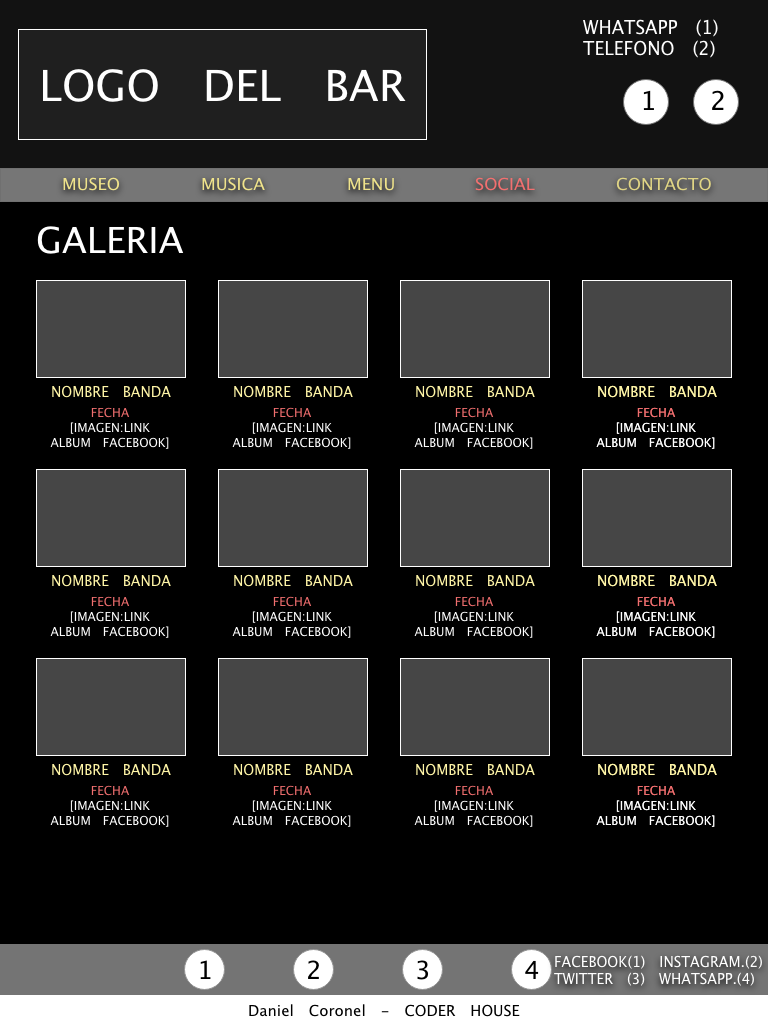 WHATSAPP (1)
TELEFONO (2)
LOGO DEL BAR
1 2
MUSEO MUSICA MENU SOCIAL CONTACTO
GALERIA
NOMBRE BANDA NOMBRE BANDA NOMBRE BANDA NOMBRE BANDA
FECHA FECHA FECHA FECHA
[IMAGEN:LINK [IMAGEN:LINK [IMAGEN:LINK [IMAGEN:LINK
ALBUM FACEBOOK] ALBUM FACEBOOK] ALBUM FACEBOOK] ALBUM FACEBOOK]
NOMBRE BANDA NOMBRE BANDA NOMBRE BANDA NOMBRE BANDA
FECHA FECHA FECHA FECHA
[IMAGEN:LINK [IMAGEN:LINK [IMAGEN:LINK [IMAGEN:LINK
ALBUM FACEBOOK] ALBUM FACEBOOK] ALBUM FACEBOOK] ALBUM FACEBOOK]
NOMBRE BANDA NOMBRE BANDA NOMBRE BANDA NOMBRE BANDA
FECHA FECHA FECHA FECHA
[IMAGEN:LINK [IMAGEN:LINK [IMAGEN:LINK [IMAGEN:LINK
ALBUM FACEBOOK] ALBUM FACEBOOK] ALBUM FACEBOOK] ALBUM FACEBOOK]
1 2 3 4
FACEBOOK(1) INSTAGRAM.(2)
TWITTER (3) WHATSAPP.(4)
Daniel Coronel – CODER HOUSE